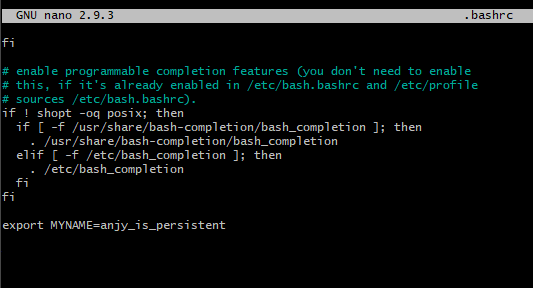 GNU nano 2.9.3 .bashrc
fi
# enable programmable completion features (you don't need to enable
# this, if it's already enabled in /etc/bash.bashrc and /etc/profile
# sources /etc/bash.bashrc).
if ! shopt -oq posix; then
  if [ -f /usr/share/bash-completion/bash_completion ]; then
    . /usr/share/bash-completion/bash_completion
  elif [ -f /etc/bash_completion ]; then
    . /etc/bash_completion
  fi
fi
export MYNAME=anjy_is_persistent